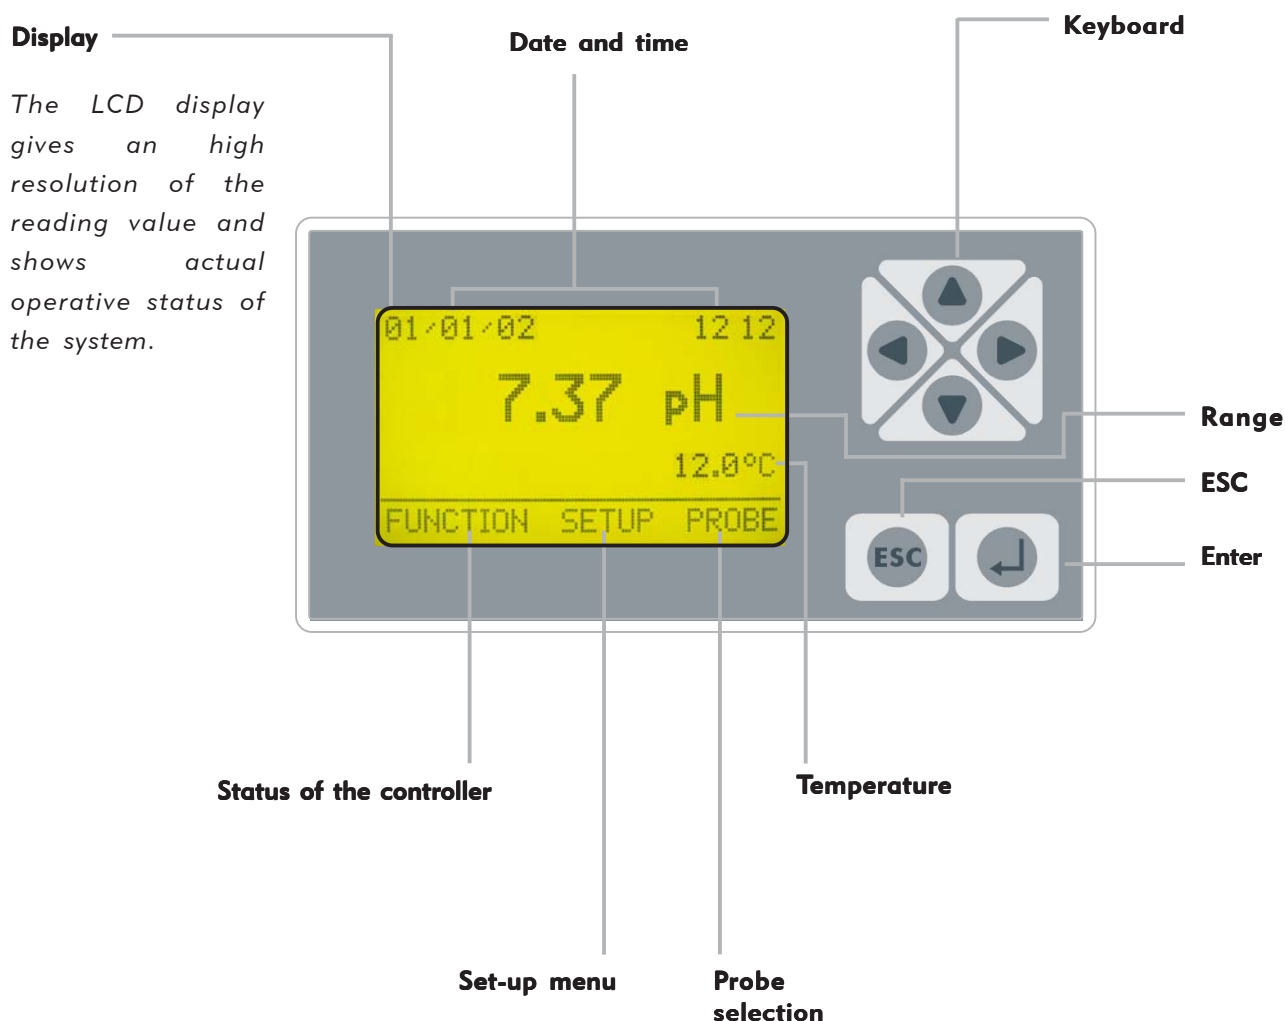 Display
Date and time
Keyboard
The LCD display
gives an high
resolution of the
reading value and
shows actual
operative status of
the system.
01/01/02 12 12
7.37 pH
12.0ºC
FUNCTION SETUP PROBE
ESC
Range
ESC
Enter
Status of the controller
Temperature
Set-up menu
Probe
selection